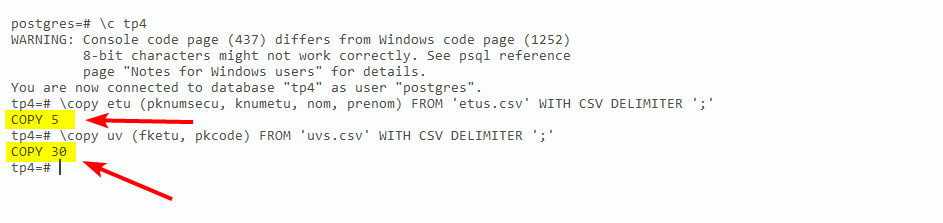 postgres=# \c tp4
WARNING: Console code page (437) differs from Windows code page (1252)
8-bit characters might not work correctly. See psql reference
page "Notes for Windows users" for details.
You are now connected to database "tp4" as user "postgres".
tp4=# \copy etu (pknumsecu, knumetu, nom, prenom) FROM 'etus.csv' WITH CSV DELIMITER ';'
COPY 5
tp4=# \copy uv (fketu, pkcode) FROM 'uvs.csv' WITH CSV DELIMITER ';'
COPY 30
tp4=#